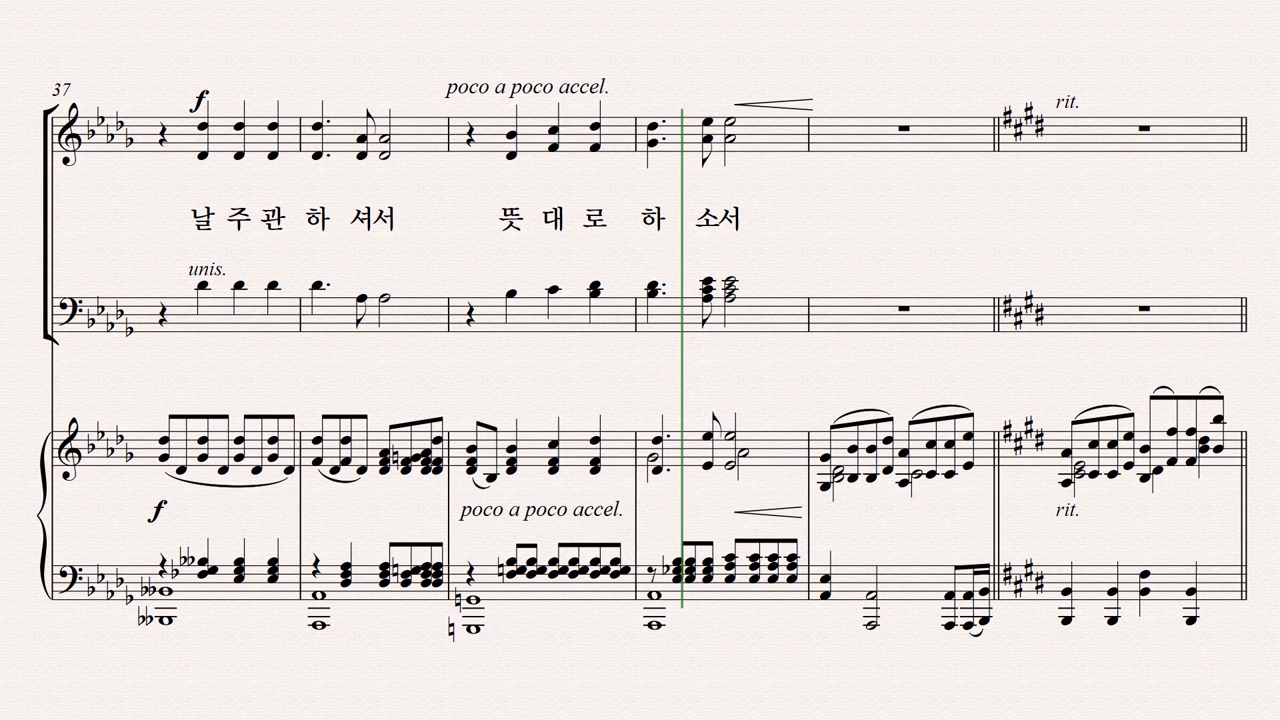 37
f
poco a poco accel.
rit.
날 주 관 하 셔서 뜻 대 로 하 소서
unis.
f
poco a poco accel.
rit.